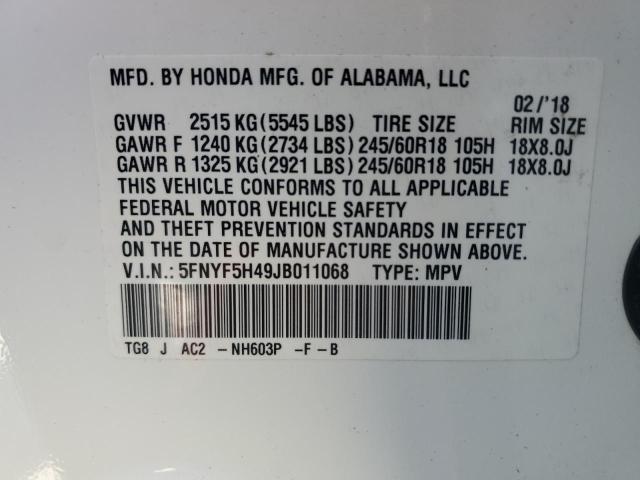 MFD. BY HONDA MFG. OF ALABAMA, LLC
02/'18
GVWR 2515 KG(5545 LBS) TIRE SIZE RIM SIZE
GAWR F 1240 KG(2734 LBS)245/60R18 105H 18X8.0J
GAWR R 1325 KG(2921 LBS)245/60R18 105H 18X8.0J
THIS VEHICLE CONFORMS TO ALL APPLICABLE
FEDERAL MOTOR VEHICLE SAFETY
AND THEFT PREVENTION STANDARDS IN EFFECT
ON THE DATE OF MANUFACTURE SHOWN ABOVE.
V.I.N.: 5FNYF5H49JB011068 TYPE: MPV
TG8 J AC2 -NH603P -F-B